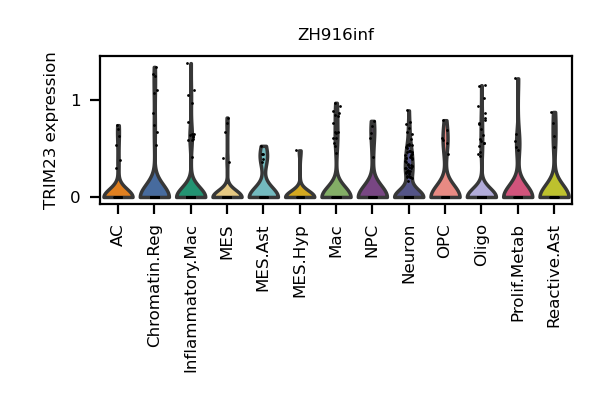 ZH916inf
TRIM23 expression
1
0
AC
Chromatin.Reg
Inflammatory.Mac
MES
MES.Ast
MES.Hyp
Mac
NPC
Neuron
OPC
Oligo
Prolif.Metab
Reactive.Ast